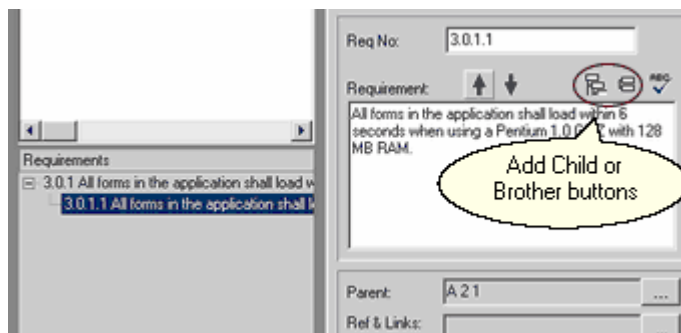 Req No: 3.0.1.1
Requirement:
All forms in the application shall load within 6
seconds when using a Pentium 1.0 Z with 128
MB RAM.
Add Child or
Brother buttons
Requirements
3.0.1 All forms in the application shall load w
3.0.1.1 All forms in the application shall l
Parent: A 2 1 ...
Ref & Links: